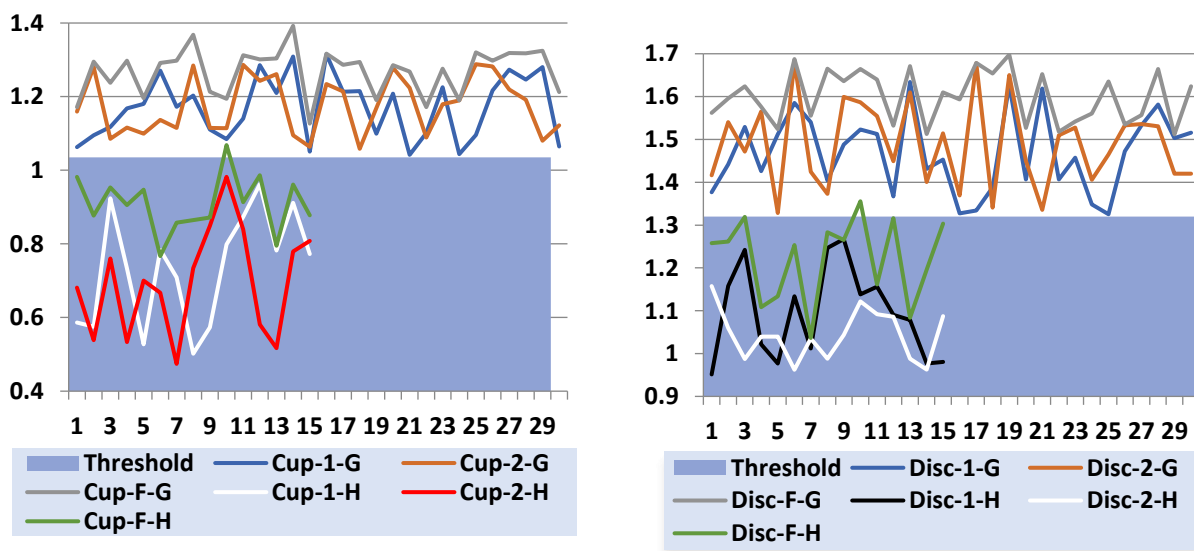 1.4
1.2
1
0.8
0.6
0.4
1 3 5 7 9 11 13 15 17 19 21 23 25 27 29
Threshold Cup-1-G Cup-2-G
Cup-F-G Cup-1-H Cup-2-H
Cup-F-H
1.7
1.6
1.5
1.4
1.3
1.2
1.1
1
0.9
1 3 5 7 9 11 13 15 17 19 21 23 25 27 29
Threshold Disc-1-G Disc-2-G
Disc-F-G Disc-1-H Disc-2-H
Disc-F-H